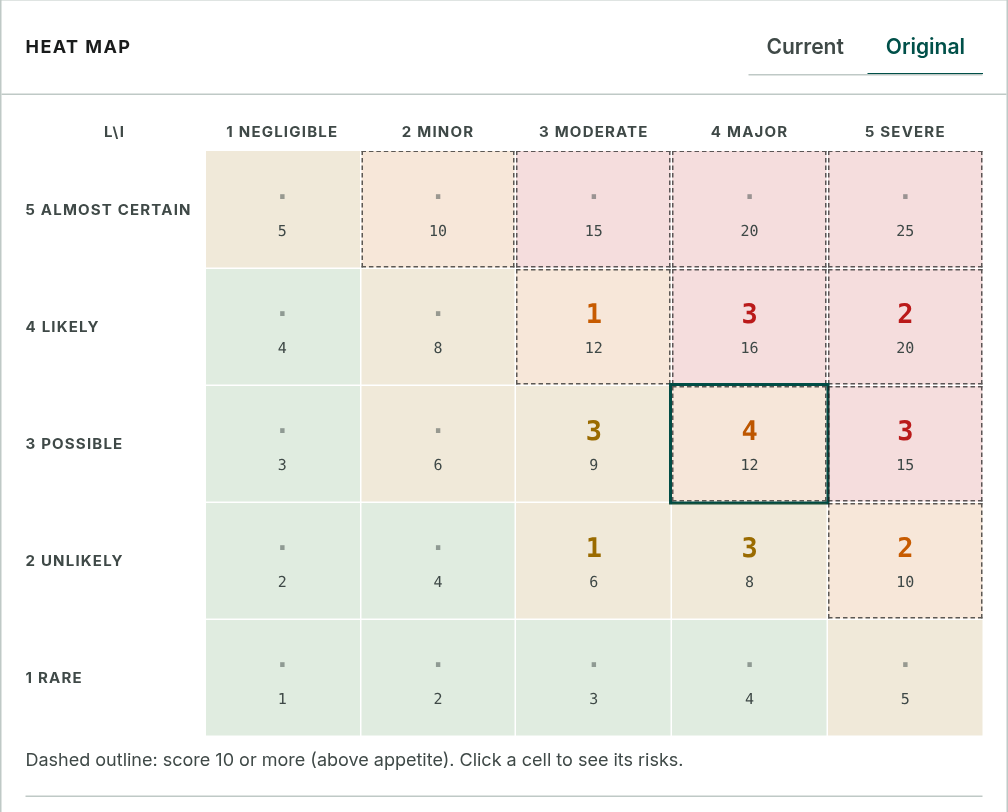 HEAT MAP
Current Original
L\I 1 NEGLIGIBLE 2 MINOR 3 MODERATE 4 MAJOR 5 SEVERE
5 ALMOST CERTAIN
5 10 15 20 25
1 3 2
4 LIKELY
4 8 12 16 20
3 4 3
3 POSSIBLE
3 6 9 12 15
1 3 2
2 UNLIKELY
2 4 6 8 10
1 RARE
1 2 3 4 5
Dashed outline: score 10 or more (above appetite). Click a cell to see its risks.